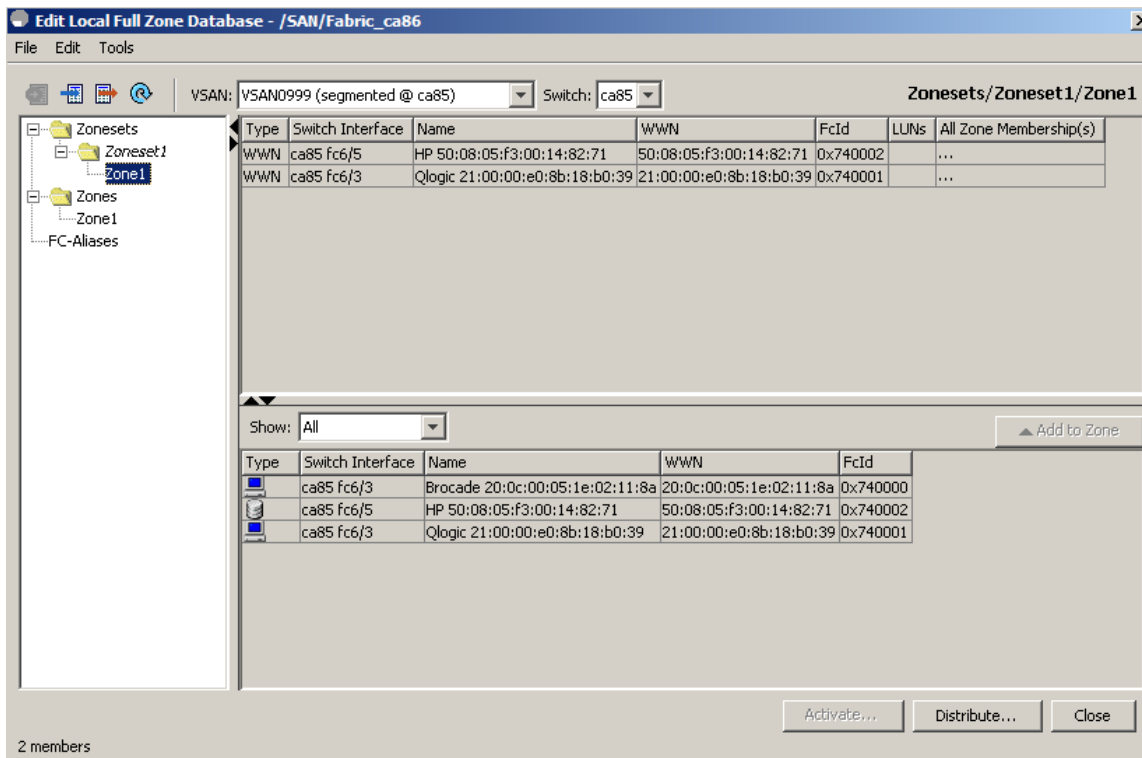 Edit Local Full Zone Database - /SAN/Fabric_ca86
File Edit Tools
VSAN: VSAN0999 (segmented @ ca85) Switch: ca85 Zonesets/Zoneset1/Zone1
Zonesets
Zoneset1
Zone1
Zones
Zone1
FC-Aliases
Type Switch Interface Name WWN FcId LUNs All Zone Membership(s)
WWN ca85 fc6/5 HP 50:08:05:f3:00:14:82:71 50:08:05:f3:00:14:82:71 0x740002 ...
WWN ca85 fc6/3 Qlogic 21:00:00:e0:8b:18:b0:39 21:00:00:e0:8b:18:b0:39 0x740001 ...
Show: All Add to Zone
Type Switch Interface Name WWN FcId
ca85 fc6/3 Brocade 20:0c:00:05:1e:02:11:8a 20:0c:00:05:1e:02:11:8a 0x740000
ca85 fc6/5 HP 50:08:05:f3:00:14:82:71 50:08:05:f3:00:14:82:71 0x740002
ca85 fc6/3 Qlogic 21:00:00:e0:8b:18:b0:39 21:00:00:e0:8b:18:b0:39 0x740001
Activate... Distribute... Close
2 members